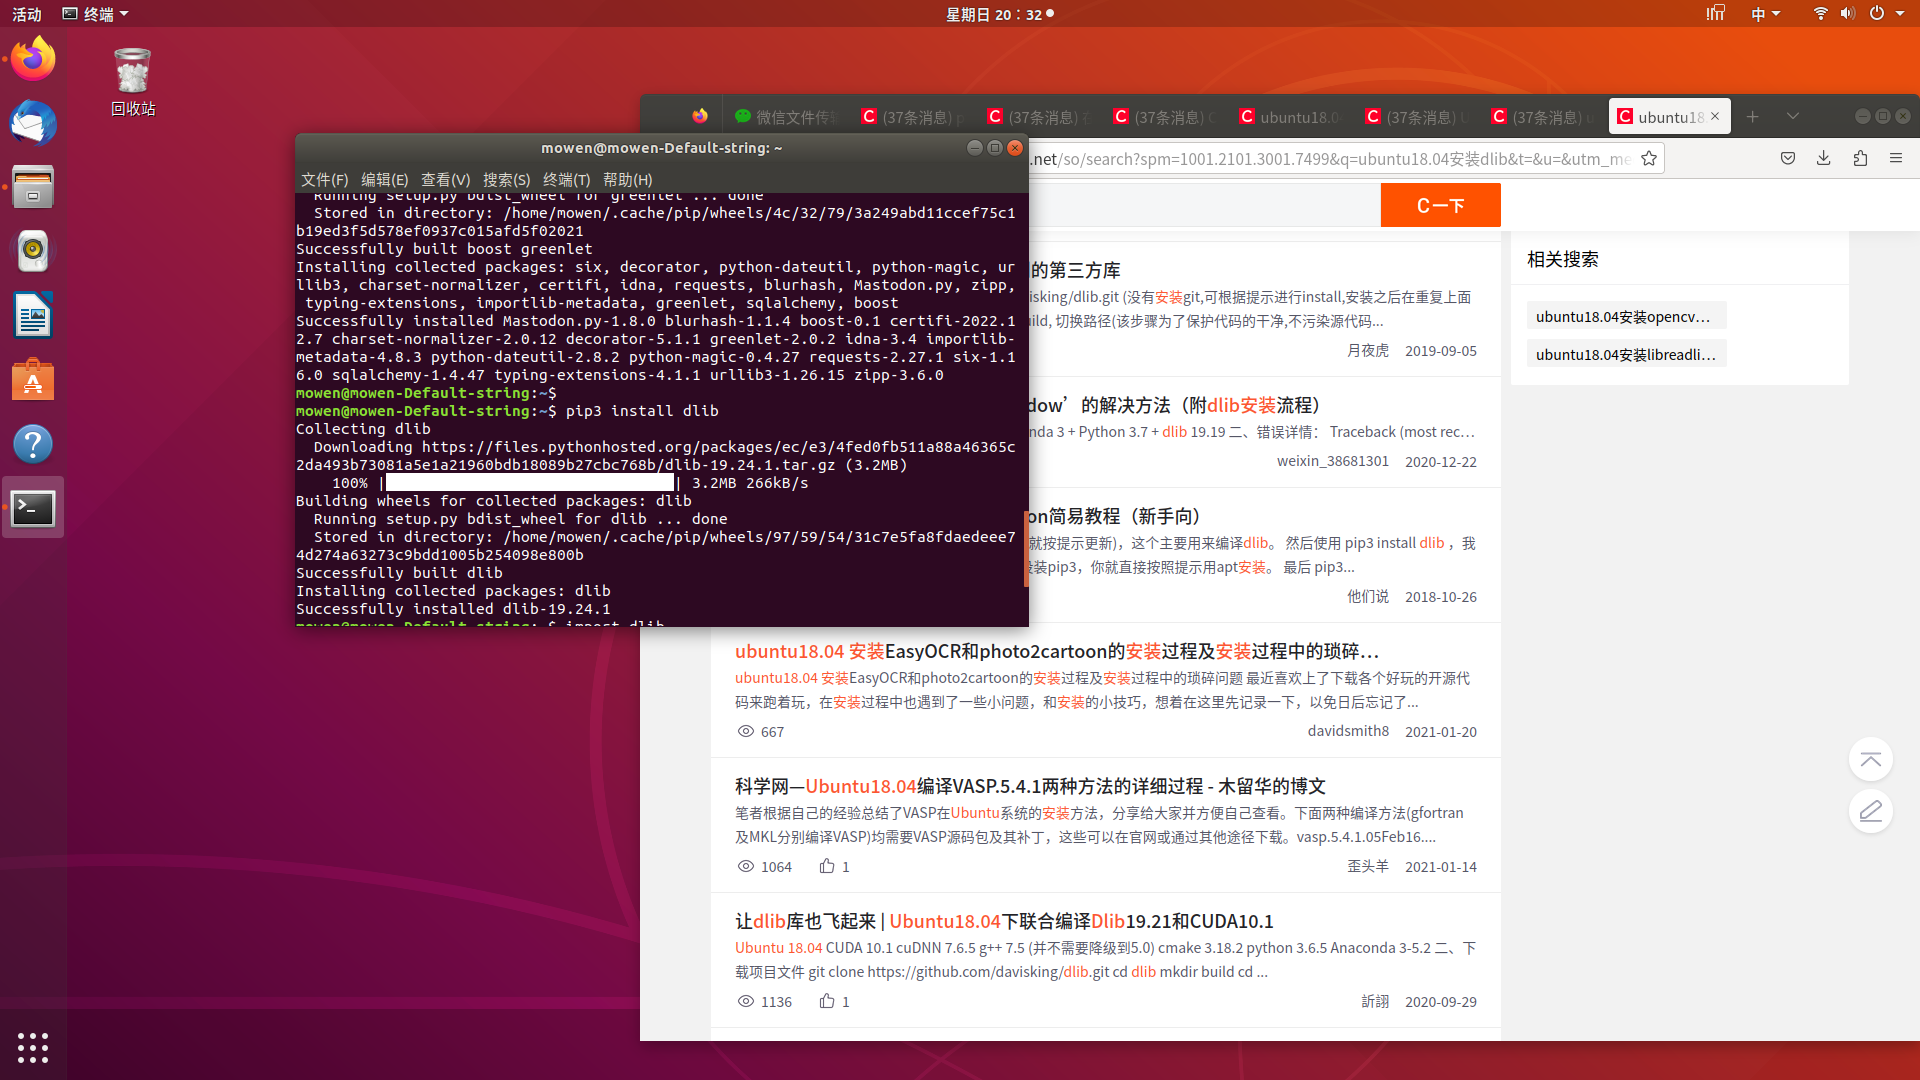 活动
终端
星期日 20：32
中
回收站
微信文件传
(37条消息)
(37条消息)
(37条消息)
ubuntu18.0
(37条消息)
(37条消息)
ubuntu18
mowen@mowen-Default-string: ~
文件(F) 编辑(E) 查看(V) 搜索(S) 终端(T) 帮助(H)
Running setup.py bdist_wheel for greenlet ... done
Stored in directory: /home/mowen/.cache/pip/wheels/4c/32/79/3a249abd11ccef75c1
b19ed3f5d578ef0937c015afd5f02021
Successfully built boost greenlet
Installing collected packages: six, decorator, python-dateutil, python-magic, ur
llib3, charset-normalizer, certifi, idna, requests, blurhash, Mastodon.py, zipp,
typing-extensions, importlib-metadata, greenlet, sqlalchemy, boost
Successfully installed Mastodon.py-1.8.0 blurhash-1.1.4 boost-0.1 certifi-2022.1
2.7 charset-normalizer-2.0.12 decorator-5.1.1 greenlet-2.0.2 idna-3.4 importlib-
metadata-4.8.3 python-dateutil-2.8.2 python-magic-0.4.27 requests-2.27.1 six-1.1
6.0 sqlalchemy-1.4.47 typing-extensions-4.1.1 urllib3-1.26.15 zipp-3.6.0
mowen@mowen-Default-string:~$
mowen@mowen-Default-string:~$ pip3 install dlib
Collecting dlib
Downloading https://files.pythonhosted.org/packages/ec/e3/4fed0fb511a88a46365c
2da493b73081a5e1a21960bdb18089b27cbc768b/dlib-19.24.1.tar.gz (3.2MB)
100% |████████████████████████████████| 3.2MB 266kB/s
Building wheels for collected packages: dlib
Running setup.py bdist_wheel for dlib ... done
Stored in directory: /home/mowen/.cache/pip/wheels/97/59/54/31c7e5fa8fdaedeee7
4d274a63273c9bdd1005b254098e800b
Successfully built dlib
Installing collected packages: dlib
Successfully installed dlib-19.24.1
mowen@mowen-Default-string:~$ import dlib
.net/so/search?spm=1001.2101.3001.7499&q=ubuntu18.04安装dlib&t=&u=&utm_me
C一下
的第三方库
isking/dlib.git (没有安装git,可根据提示进行install,安装之后在重复上面
ild, 切换路径(该步骤为了保护代码的干净,不污染源代码...
月夜虎 2019-09-05
dow’的解决方法（附dlib安装流程）
nda 3 + Python 3.7 + dlib 19.19 二、错误详情： Traceback (most rec…
weixin_38681301 2020-12-22
on简易教程（新手向）
就按提示更新)，这个主要用来编译dlib。 然后使用 pip3 install dlib ，我
装pip3，你就直接按照提示用apt安装。 最后 pip3...
他们说 2018-10-26
ubuntu18.04 安装EasyOCR和photo2cartoon的安装过程及安装过程中的琐碎…
ubuntu18.04 安装EasyOCR和photo2cartoon的安装过程及安装过程中的琐碎问题 最近喜欢上了下载各个好玩的开源代
码来跑着玩，在安装过程中也遇到了一些小问题，和安装的小技巧，想着在这里先记录一下，以免日后忘记了...
667 davidsmith8 2021-01-20
科学网—Ubuntu18.04编译VASP.5.4.1两种方法的详细过程 - 木留华的博文
笔者根据自己的经验总结了VASP在Ubuntu系统的安装方法，分享给大家并方便自己查看。下面两种编译方法(gfortran
及MKL分别编译VASP)均需要VASP源码包及其补丁，这些可以在官网或通过其他途径下载。vasp.5.4.1.05Feb16....
1064 1 歪头羊 2021-01-14
让dlib库也飞起来 | Ubuntu18.04下联合编译Dlib19.21和CUDA10.1
Ubuntu 18.04 CUDA 10.1 cuDNN 7.6.5 g++ 7.5 (并不需要降级到5.0) cmake 3.18.2 python 3.6.5 Anaconda 3-5.2 二、下
载项目文件 git clone https://github.com/davisking/dlib.git cd dlib mkdir build cd ...
1136 1 訢詡 2020-09-29
相关搜索
ubuntu18.04安装opencv…
ubuntu18.04安装libreadli…